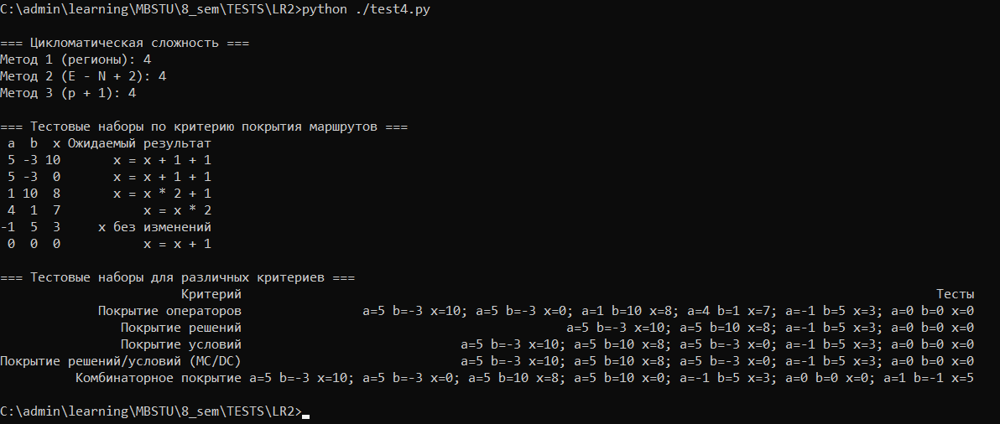 C:\admin\learning\MBSTU\8_sem\TESTS\LR2>python ./test4.py
=== Цикломатическая сложность ===
Метод 1 (регионы): 4
Метод 2 (E - N + 2): 4
Метод 3 (p + 1): 4
=== Тестовые наборы по критерию покрытия маршрутов ===
a b x Ожидаемый результат
5 -3 10 x = x + 1 + 1
5 -3 0 x = x + 1 + 1
1 10 8 x = x * 2 + 1
4 1 7 x = x * 2
-1 5 3 x без изменений
0 0 0 x = x + 1
=== Тестовые наборы для различных критериев ===
Критерий Тесты
Покрытие операторов a=5 b=-3 x=10; a=5 b=-3 x=0; a=1 b=10 x=8; a=4 b=1 x=7; a=-1 b=5 x=3; a=0 b=0 x=0
Покрытие решений a=5 b=-3 x=10; a=5 b=10 x=8; a=-1 b=5 x=3; a=0 b=0 x=0
Покрытие условий a=5 b=-3 x=10; a=5 b=10 x=8; a=5 b=-3 x=0; a=-1 b=5 x=3; a=0 b=0 x=0
Покрытие решений/условий (MC/DC) a=5 b=-3 x=10; a=5 b=10 x=8; a=5 b=-3 x=0; a=-1 b=5 x=3; a=0 b=0 x=0
Комбинаторное покрытие a=5 b=-3 x=10; a=5 b=-3 x=0; a=5 b=10 x=8; a=5 b=10 x=0; a=-1 b=5 x=3; a=0 b=0 x=0; a=1 b=-1 x=5
C:\admin\learning\MBSTU\8_sem\TESTS\LR2>